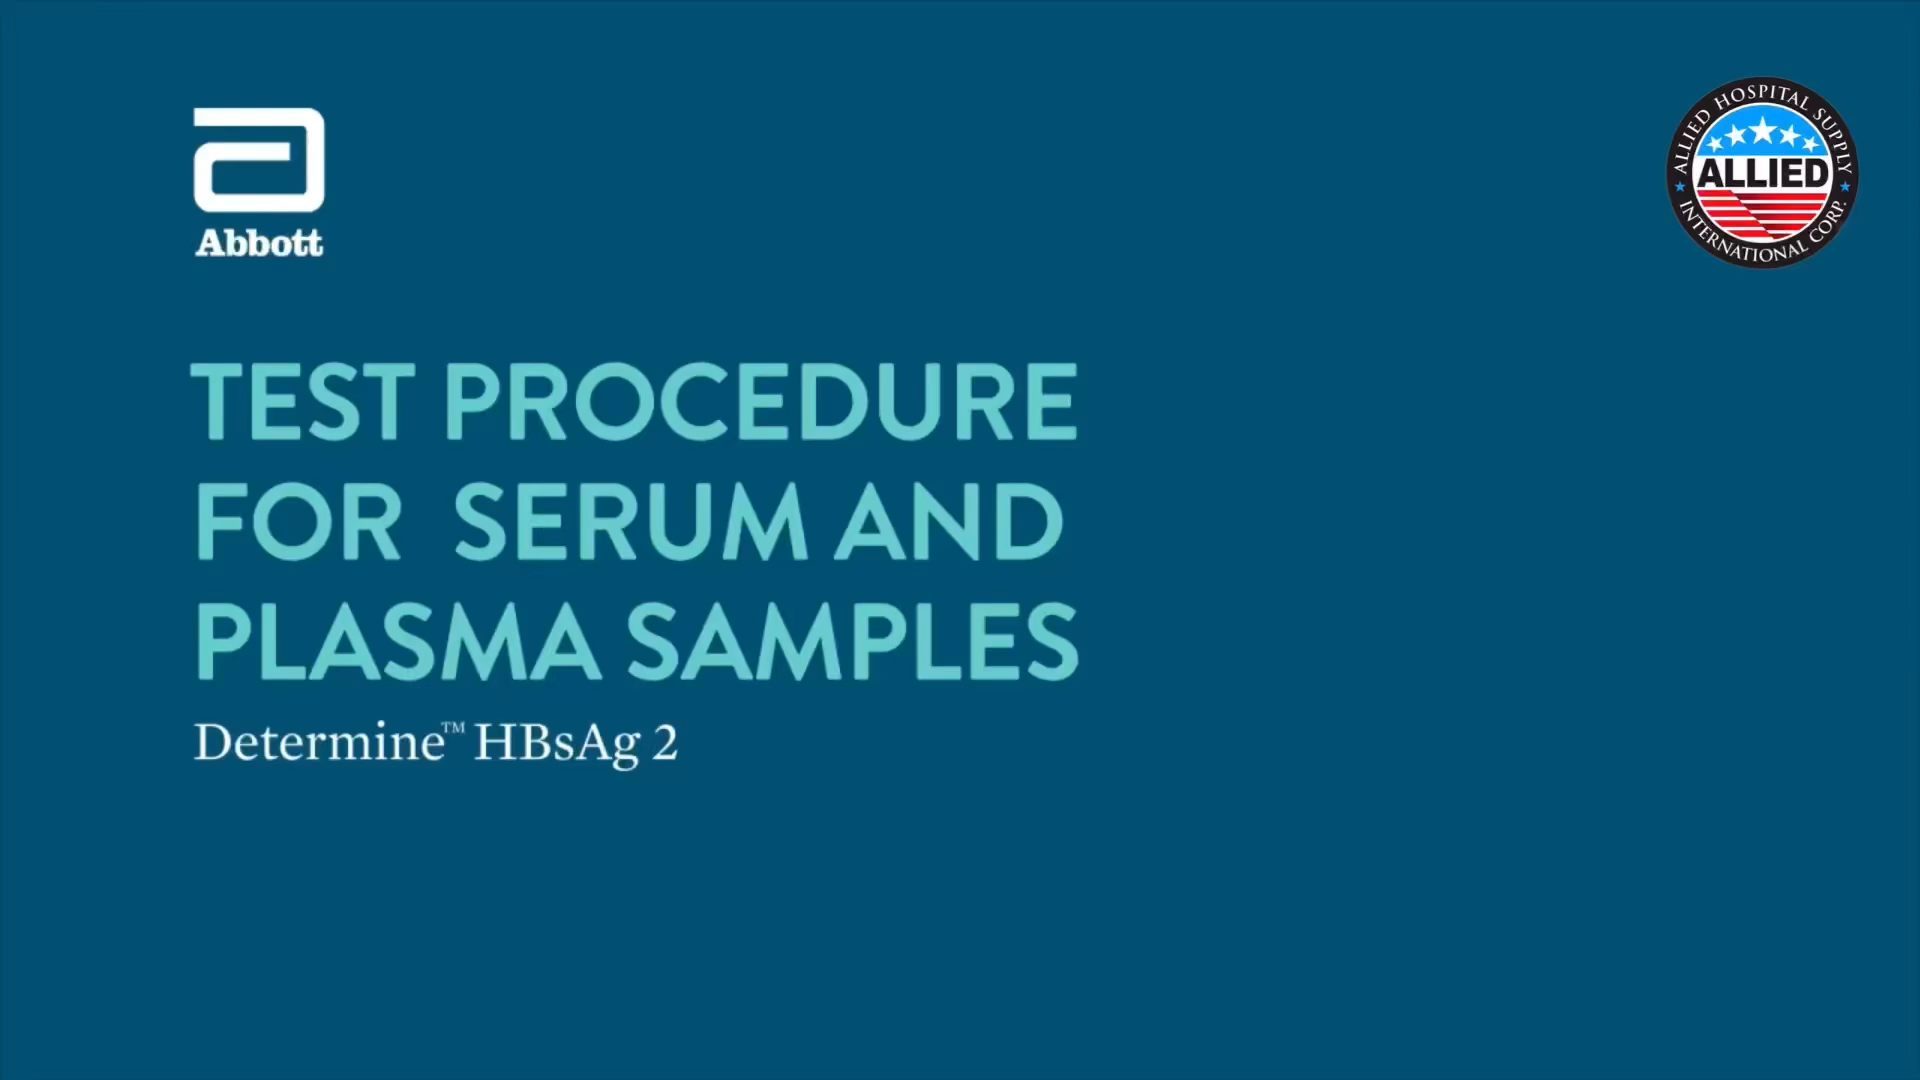 Abbott
ALLIED HOSPITAL SUPPLY
ALLIED
INTERNATIONAL CORP.
TEST PROCEDURE
FOR SERUM AND
PLASMA SAMPLES
Determine™ HBsAg 2